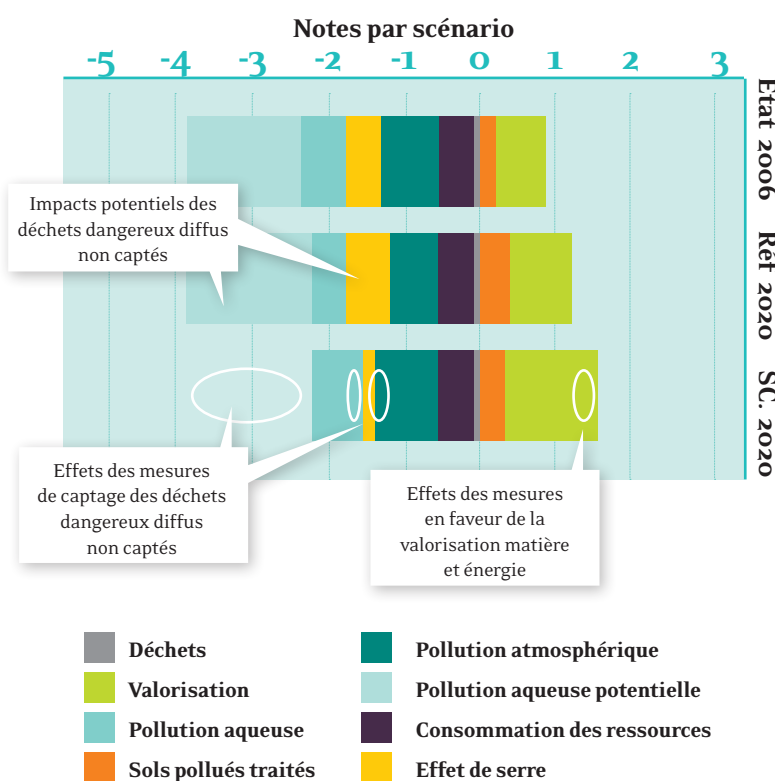 Notes par scénario
-5 -4 -3 -2 -1 0 1 2 3
Etat 2006
Réf 2020
SC. 2020
Impacts potentiels des
déchets dangereux diffus
non captés
Effets des mesures
de captage des déchets
dangereux diffus
non captés
Effets des mesures
en faveur de la
valorisation matière
et énergie
Déchets
Valorisation
Pollution aqueuse
Sols pollués traités
Pollution atmosphérique
Pollution aqueuse potentielle
Consommation des ressources
Effet de serre